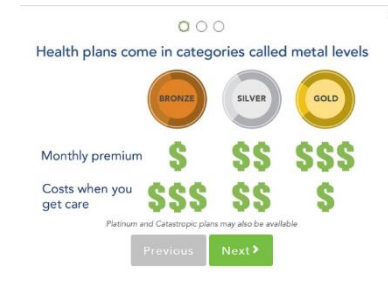 Health plans come in categories called metal levels
BRONZE SILVER GOLD
Monthly premium $ $$ $$$
Costs when you
get care $$$ $$ $
Platinum and Catastropic plans may also be available
Previous Next >